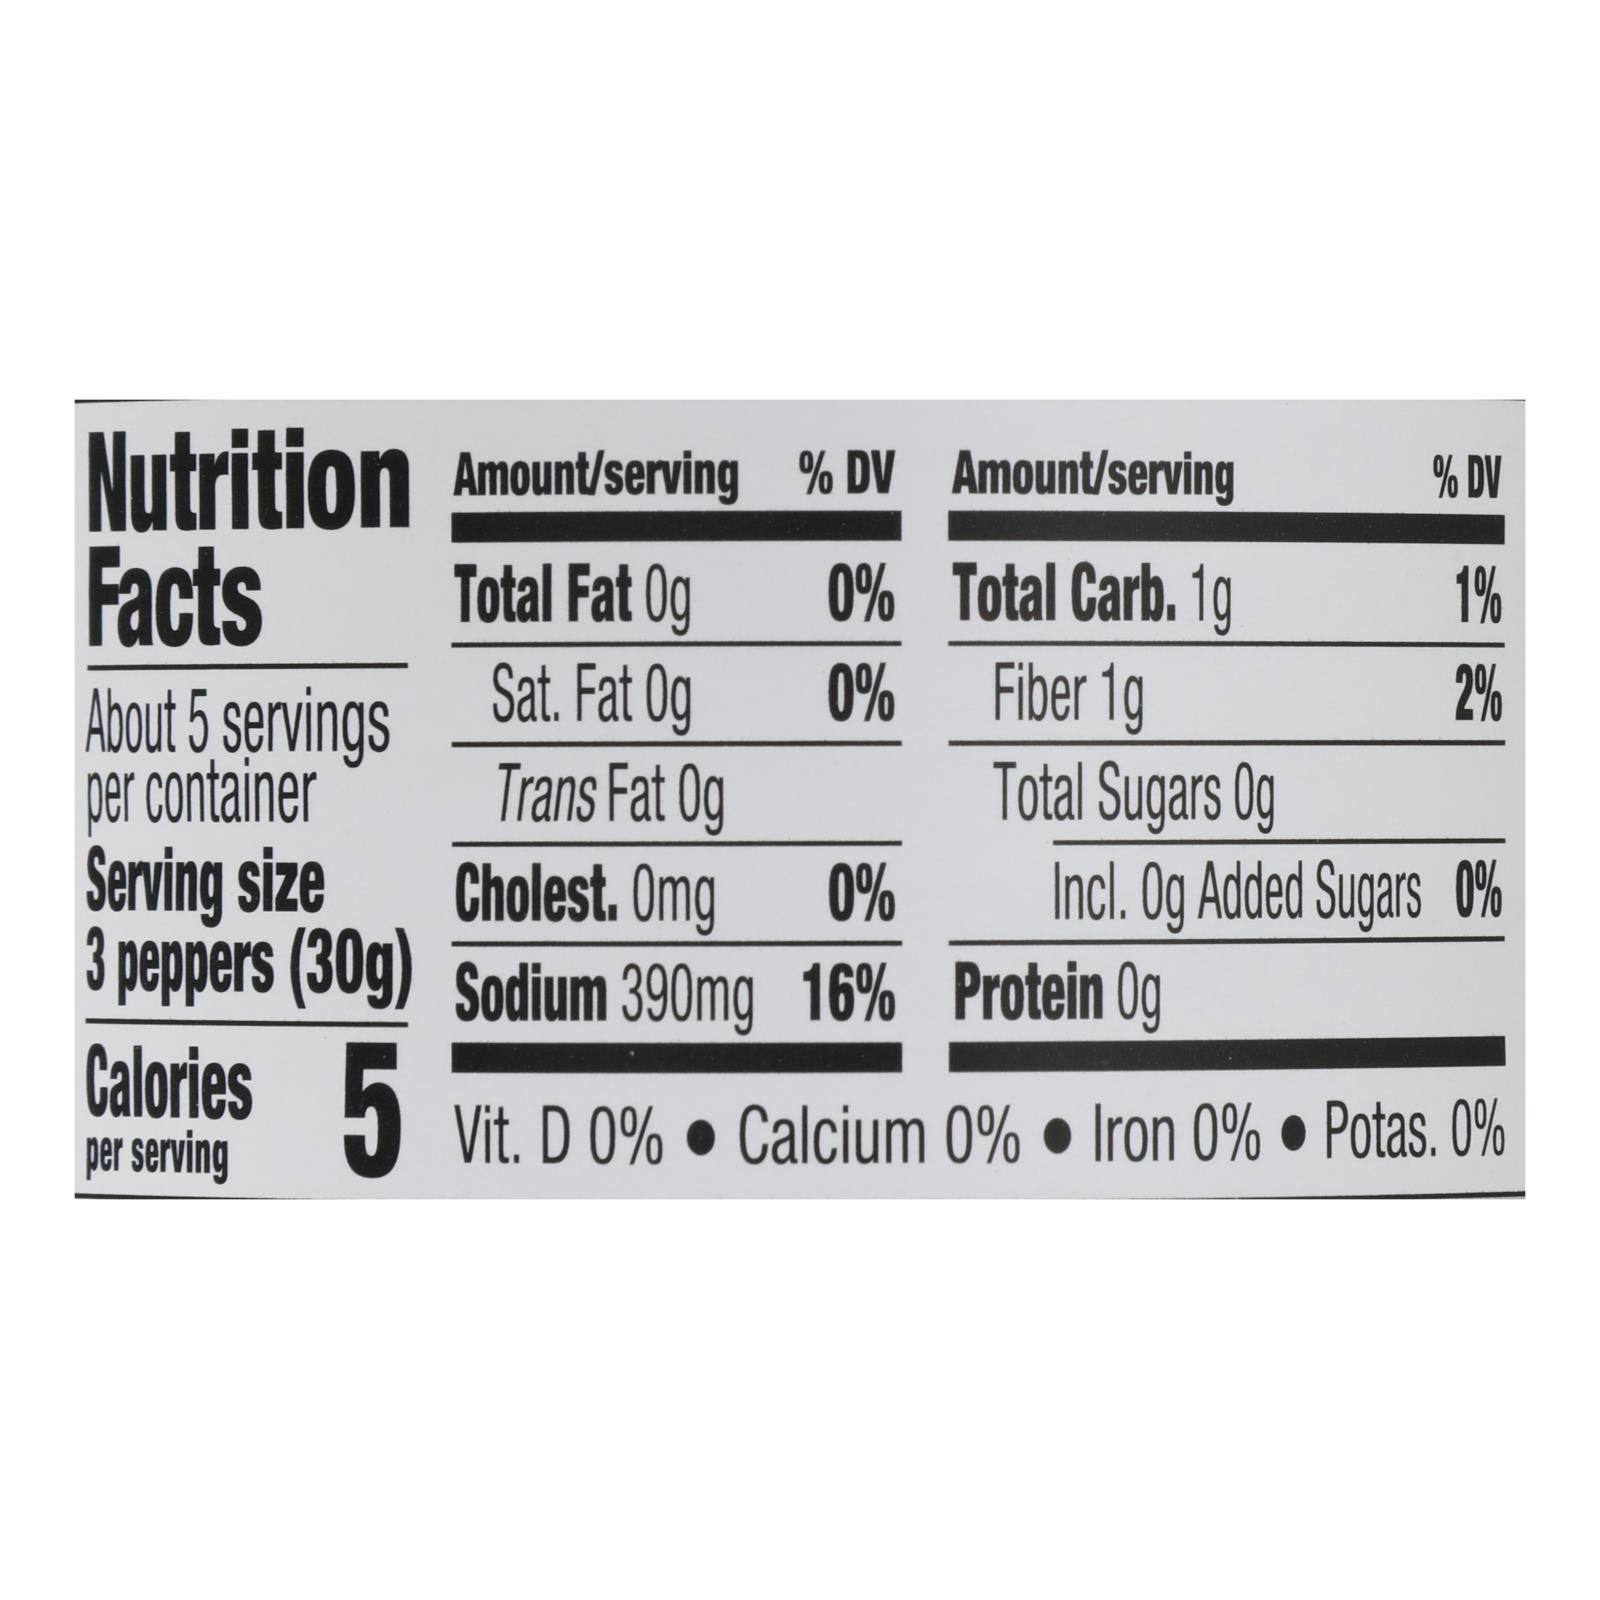 Nutrition
Facts
About 5 servings
per container
Serving size
3 peppers (30g)
Calories 5
per serving
Amount/serving % DV
Total Fat 0g 0%
Sat. Fat 0g 0%
Trans Fat 0g
Cholest. 0mg 0%
Sodium 390mg 16%
Amount/serving % DV
Total Carb. 1g 1%
Fiber 1g 2%
Total Sugars 0g
Incl. 0g Added Sugars 0%
Protein 0g
Vit. D 0% • Calcium 0% • Iron 0% • Potas. 0%